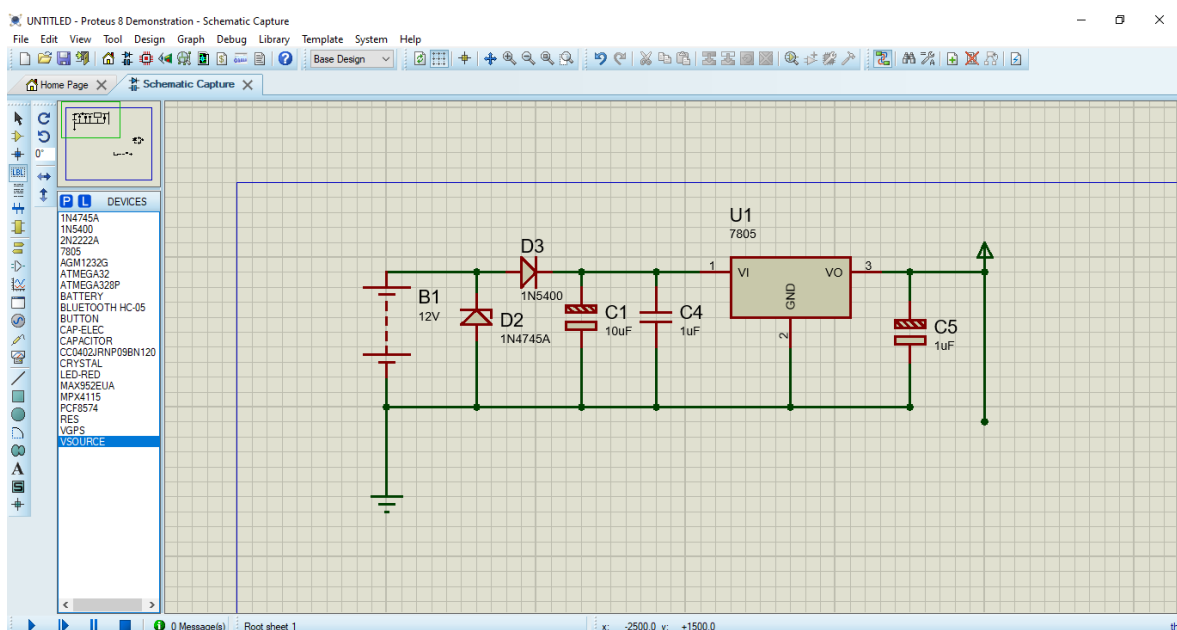 UNTITLED - Proteus 8 Demonstration - Schematic Capture
File Edit View Tool Design Graph Debug Library Template System Help
Base Design
Home Page
Schematic Capture
0°
LBL
P L DEVICES
1N4745A
1N5400
2N2222A
7805
AGM1232G
ATMEGA32
ATMEGA328P
BATTERY
BLUETOOTH HC-05
BUTTON
CAP-ELEC
CAPACITOR
CC0402JRNP09BN120
CRYSTAL
LED-RED
MAX952EUA
MPX4115
PCF8574
RES
VGPS
VSOURCE
A
S
B1
12V
D2
1N4745A
D3
1N5400
C1
10uF
C4
1uF
U1
7805
1 VI VO 3
GND
2
C5
1uF
0 Message(s) Root sheet 1 x: -2500.0 y: +1500.0 th